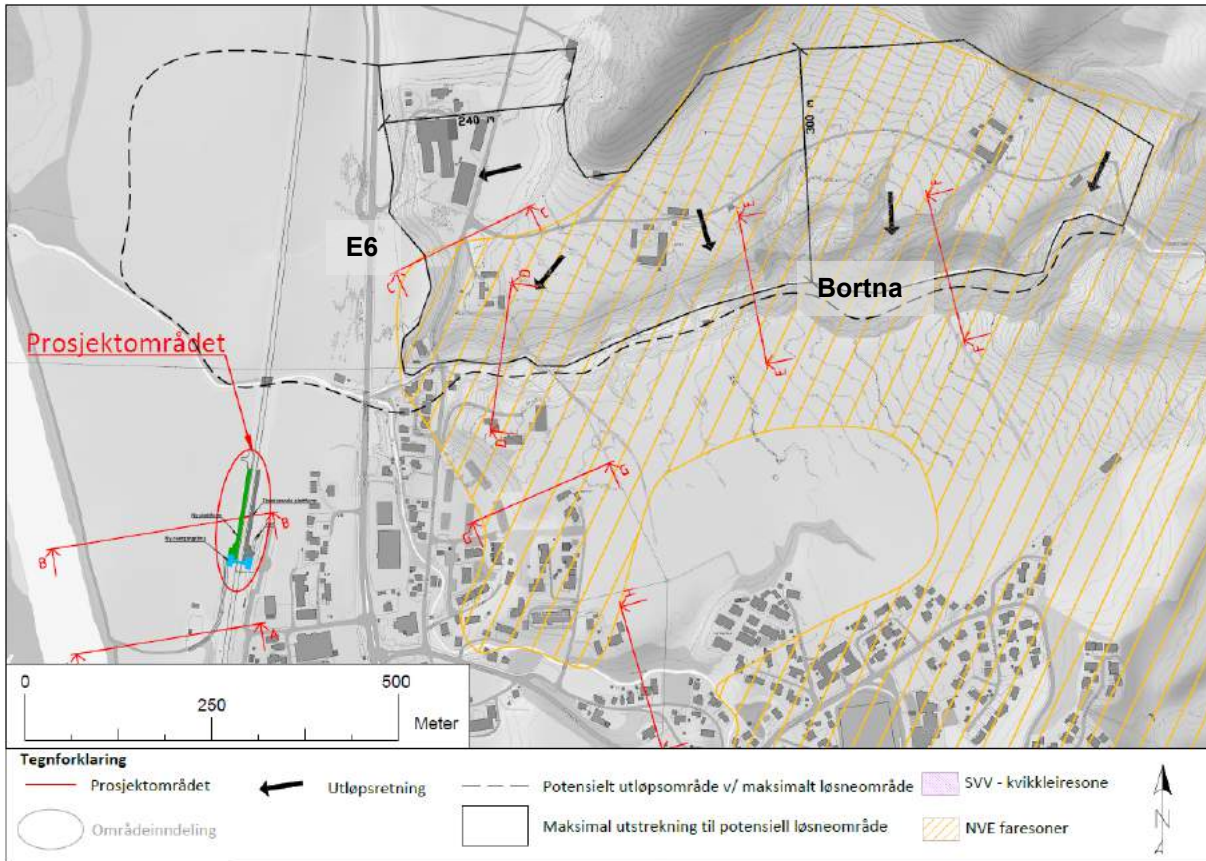 240 m
300 m
E
F
C
E6
D
C
Bortna
F
Prosjektområdet
E
D
G
B
B
G
H
A
0
500
250
Meter
Tegnforklaring
Prosjektområdet
Utløpsretning
Potensielt utløpsområde v/ maksimalt løsneområde
SVV - kvikkleiresone
Områdeinndeling
Maksimal utstrekning til potensiell løsneområde
NVE faresoner
N